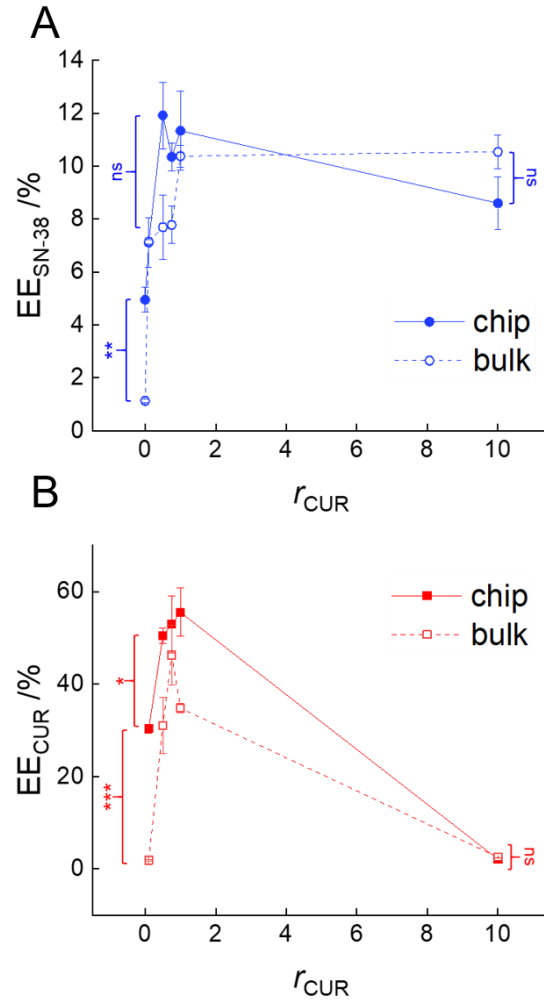 A
14
12
10
8
6
4
2
0
EE_SN-38 /%
ns
**
ns
chip
bulk
0 2 4 6 8 10
r_CUR
B
60
40
20
0
EE_CUR /%
*
***
ns
chip
bulk
0 2 4 6 8 10
r_CUR